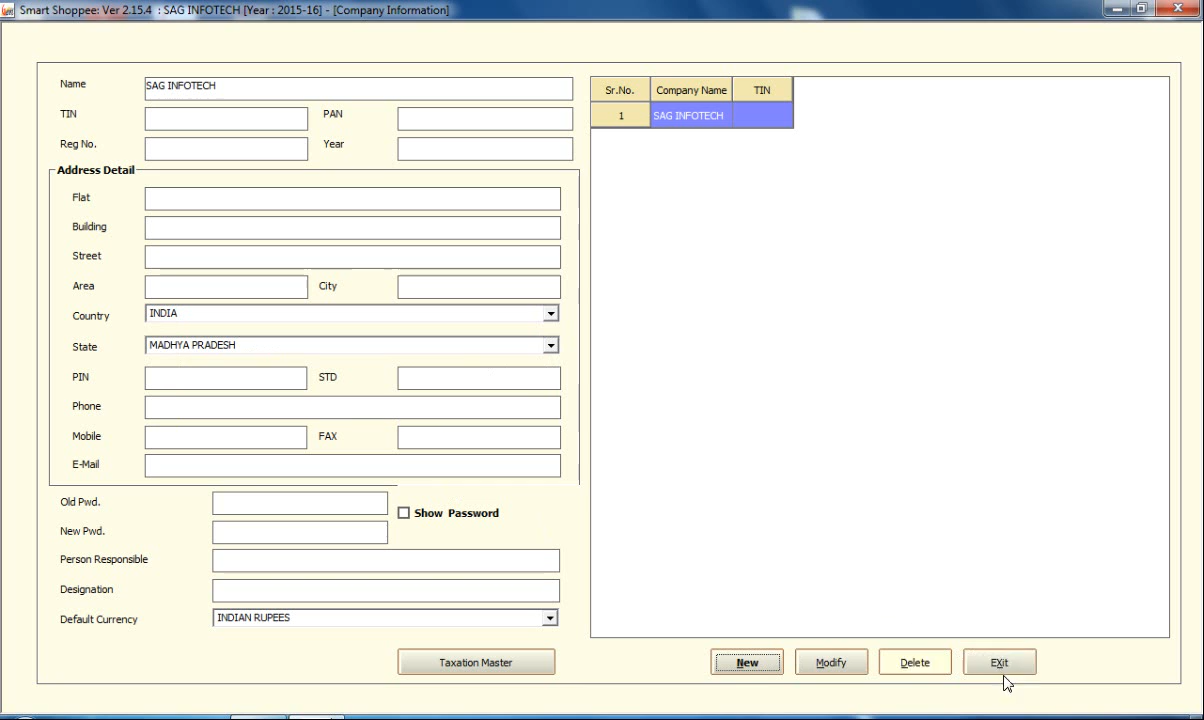 Smart Shoppee: Ver 2.15.4 : SAG INFOTECH [Year : 2015-16] - [Company Information]
Name SAG INFOTECH
TIN PAN
Reg No. Year
Address Detail
Flat
Building
Street
Area City
Country INDIA
State MADHYA PRADESH
PIN STD
Phone
Mobile FAX
E-Mail
Old Pwd. Show Password
New Pwd.
Person Responsible
Designation
Default Currency INDIAN RUPEES
Taxation Master
Sr.No. Company Name TIN
1 SAG INFOTECH
New Modify Delete EXit